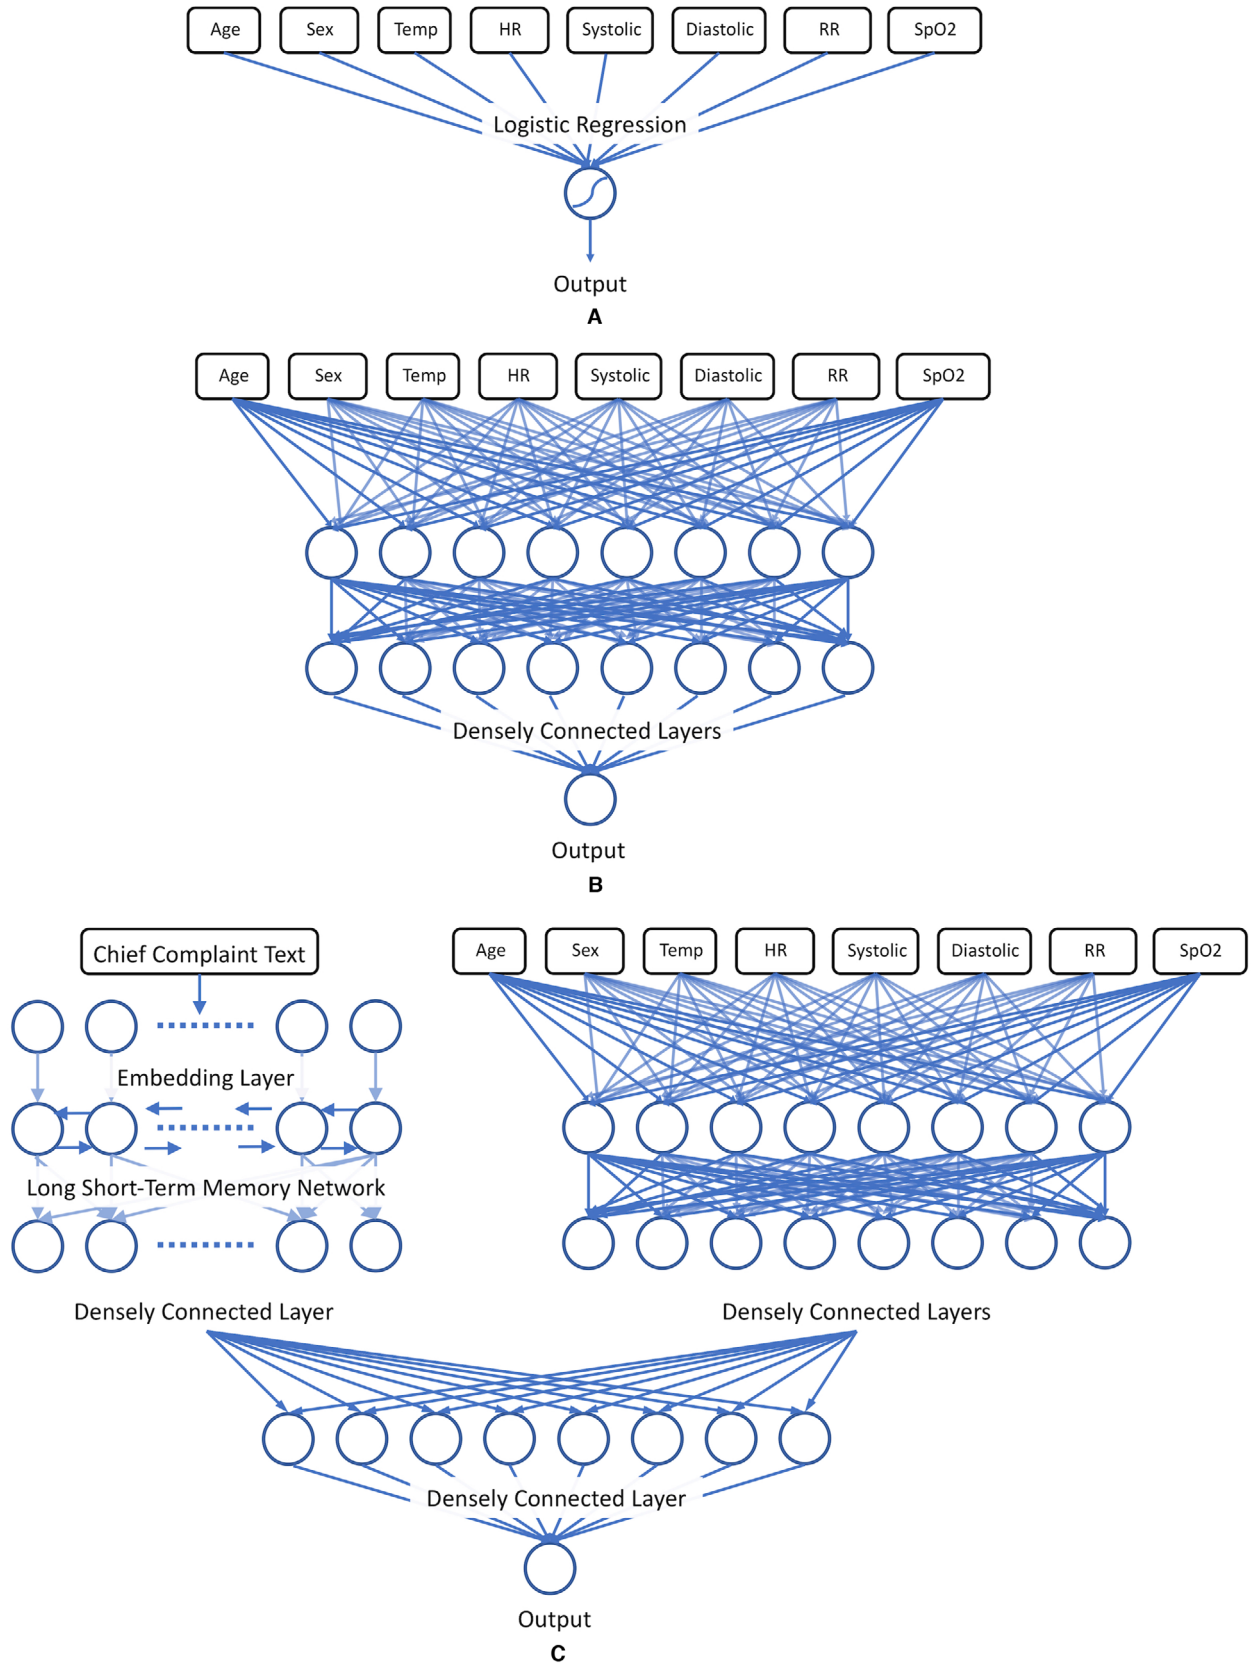 Age Sex Temp HR Systolic Diastolic RR SpO2
Logistic Regression
Output
A
Age Sex Temp HR Systolic Diastolic RR SpO2
Densely Connected Layers
Output
B
Chief Complaint Text
Age Sex Temp HR Systolic Diastolic RR SpO2
Embedding Layer
Long Short-Term Memory Network
Densely Connected Layer
Densely Connected Layers
Densely Connected Layer
Output
C